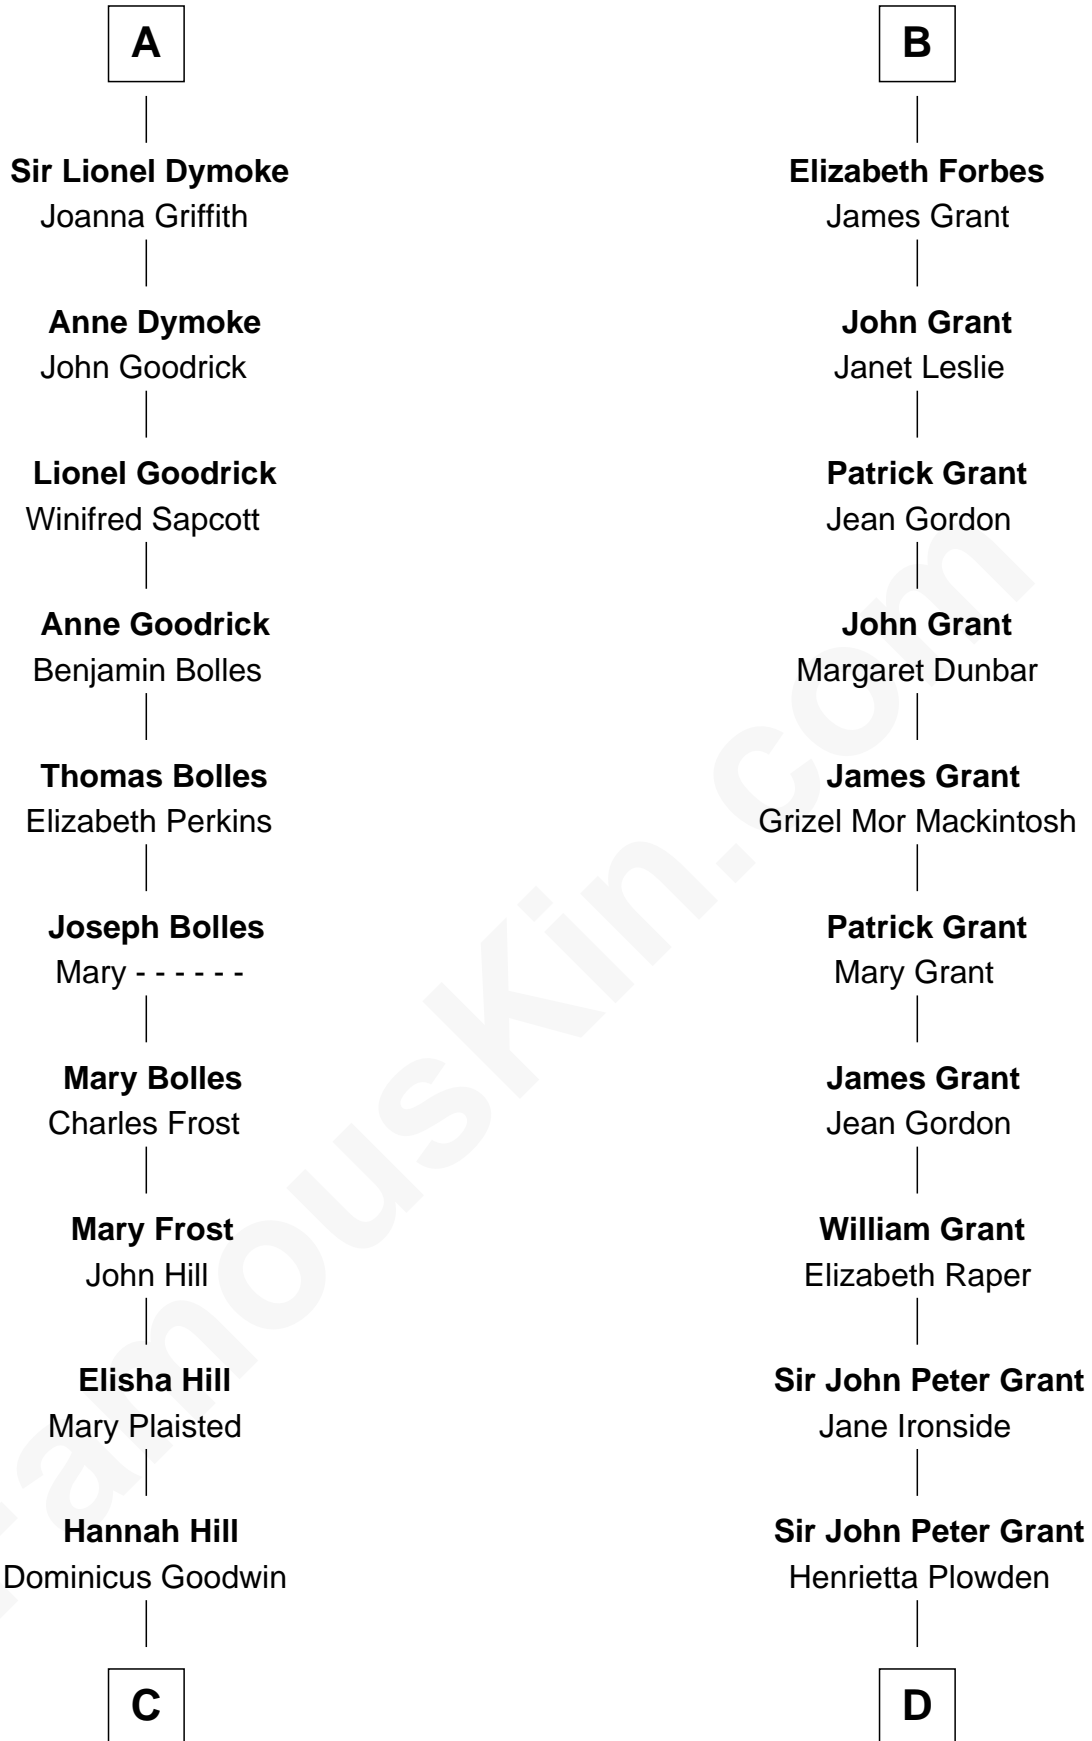 A
Sir Lionel Dymoke
Joanna Griffith
Anne Dymoke
John Goodrick
Lionel Goodrick
Winifred Sapcott
Anne Goodrick
Benjamin Bolles
Thomas Bolles
Elizabeth Perkins
Joseph Bolles
Mary - - - - - -
Mary Bolles
Charles Frost
Mary Frost
John Hill
Elisha Hill
Mary Plaisted
Hannah Hill
Dominicus Goodwin
C
B
Elizabeth Forbes
James Grant
John Grant
Janet Leslie
Patrick Grant
Jean Gordon
John Grant
Margaret Dunbar
James Grant
Grizel Mor Mackintosh
Patrick Grant
Mary Grant
James Grant
Jean Gordon
William Grant
Elizabeth Raper
Sir John Peter Grant
Jane Ironside
Sir John Peter Grant
Henrietta Plowden
D
FamousKin.com